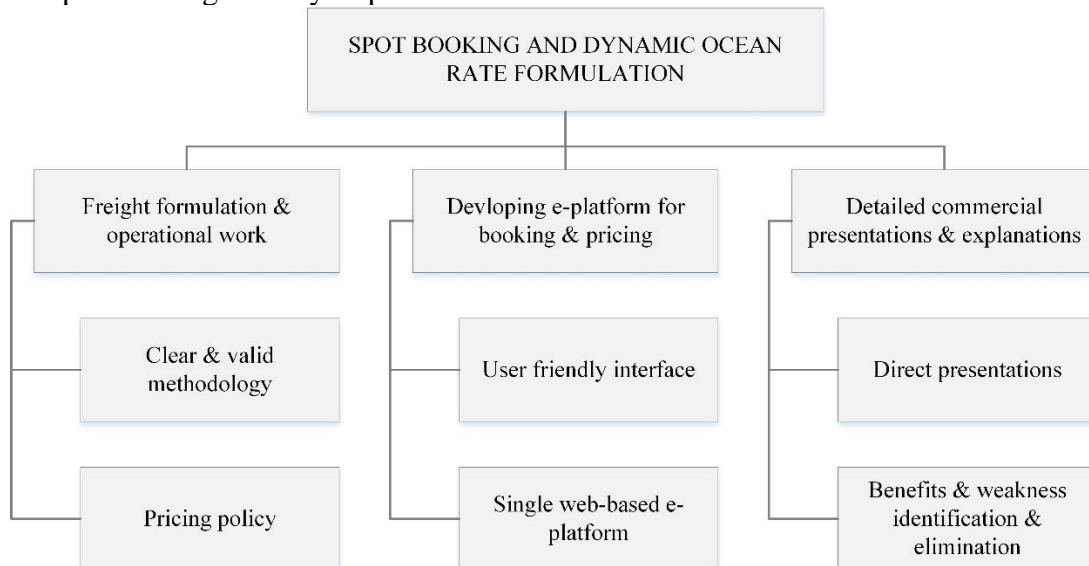 SPOT BOOKING AND DYNAMIC OCEAN
RATE FORMULATION
Freight formulation &
operational work
Devloping e-platform for
booking & pricing
Detailed commercial
presentations & explanations
Clear & valid
methodology
User friendly interface
Direct presentations
Pricing policy
Single web-based e-
platform
Benefits & weakness
identification &
elimination